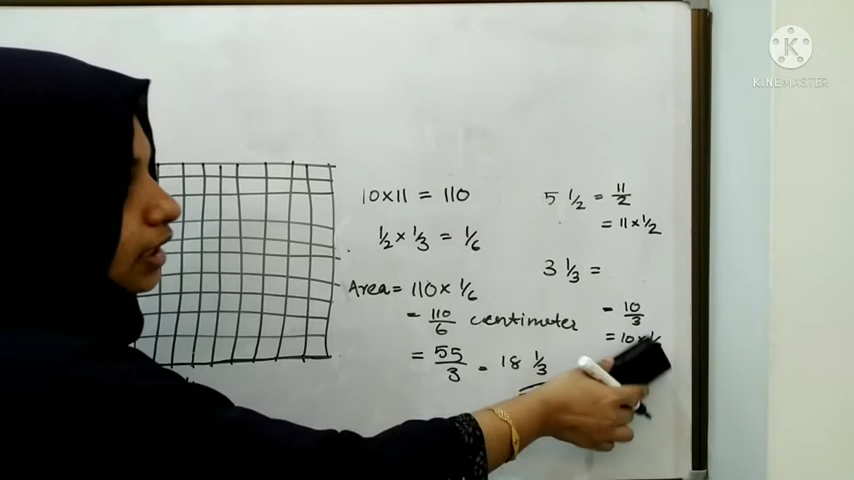 K
KINEMASTER
10×11 = 110
½ × ⅓ = ⅙
Area = 110 × ⅙
= 110/6 centimeter
= 55/3 = 18 ⅓
5 ½ = 11/2
= 11 × ½
3 ⅓ =
= 10/3
= 10 ×